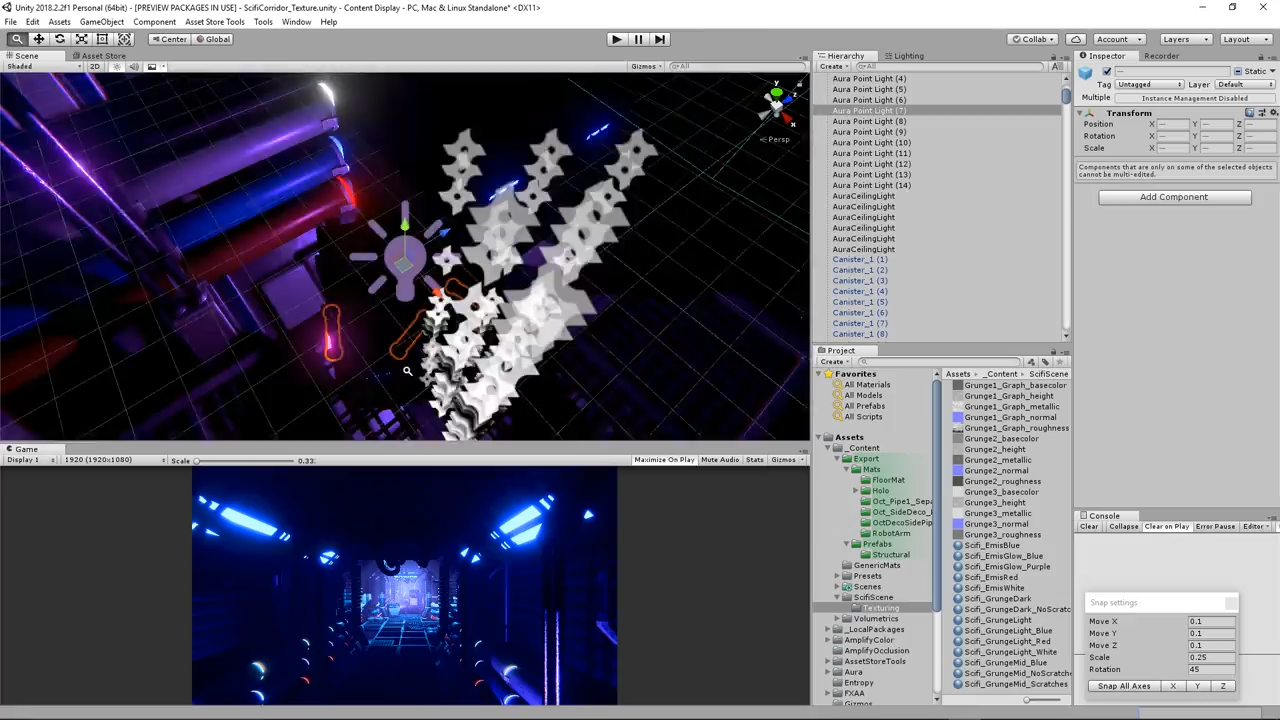 Unity 2018.2.2f1 Personal (64bit) - [PREVIEW PACKAGES IN USE] - ScifiCorridor_Texture.unity - Content Display - PC, Mac & Linux Standalone* <DX11>
File Edit Assets GameObject Component Asset Store Tools Tools Window Help
Center Global Collab Account Layers Layout
Scene Asset Store
Shaded 2D Gizmos All
y z x
Persp
Hierarchy Lighting
Create All
Aura Point Light (4)
Aura Point Light (5)
Aura Point Light (6)
Aura Point Light (7)
Aura Point Light (8)
Aura Point Light (9)
Aura Point Light (10)
Aura Point Light (11)
Aura Point Light (12)
Aura Point Light (13)
Aura Point Light (14)
AuraCeilingLight
AuraCeilingLight
AuraCeilingLight
AuraCeilingLight
AuraCeilingLight
AuraCeilingLight
Canister_1 (1)
Canister_1 (2)
Canister_1 (3)
Canister_1 (4)
Canister_1 (5)
Canister_1 (6)
Canister_1 (7)
Canister_1 (8)
Inspector Recorder
— Static
Tag Untagged Layer Default
Multiple Instance Management Disabled
Transform
Position X — Y — Z —
Rotation X — Y — Z —
Scale X — Y — Z —
Components that are only on some of the selected objects
cannot be multi-edited.
Add Component
Game
Display 1 1920 (1920x1080) Scale 0.33 Maximize On Play Mute Audio Stats Gizmos
Project
Create
Favorites
All Materials
All Models
All Prefabs
All Scripts
Assets
_Content
Export
Mats
FloorMat
Holo
Oct_Pipe1_Sepa
Oct_SideDeco_
OctDecoSidePip
RobotArm
Prefabs
Structural
GenericMats
Presets
Scenes
ScifiScene
Texturing
Volumetrics
_LocalPackages
AmplifyColor
AmplifyOcclusion
AssetStoreTools
Aura
Entropy
FXAA
Gizmos
Assets _Content ScifiScene
Grunge1_Graph_basecolor
Grunge1_Graph_height
Grunge1_Graph_metallic
Grunge1_Graph_normal
Grunge1_Graph_roughness
Grunge2_basecolor
Grunge2_height
Grunge2_metallic
Grunge2_normal
Grunge2_roughness
Grunge3_basecolor
Grunge3_height
Grunge3_metallic
Grunge3_normal
Grunge3_roughness
Scifi_EmisBlue
Scifi_EmisGlow_Blue
Scifi_EmisGlow_Purple
Scifi_EmisRed
Scifi_EmisWhite
Scifi_GrungeDark
Scifi_GrungeDark_NoScratc
Scifi_GrungeLight
Scifi_GrungeLight_Blue
Scifi_GrungeLight_Red
Scifi_GrungeLight_White
Scifi_GrungeMid_Blue
Scifi_GrungeMid_NoScratche
Scifi_GrungeMid_Scratches
Console
Clear Collapse Clear on Play Error Pause Editor
Snap settings
Move X 0.1
Move Y 0.1
Move Z 0.1
Scale 0.25
Rotation 45
Snap All Axes X Y Z